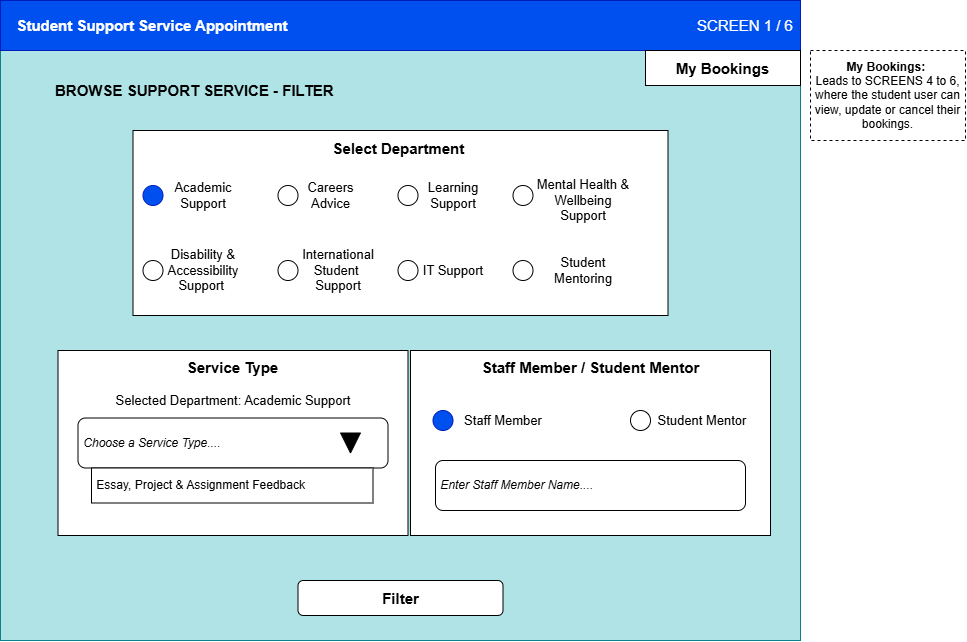 Student Support Service Appointment
SCREEN 1 / 6
My Bookings
My Bookings:
Leads to SCREENS 4 to 6,
where the student user can
view, update or cancel their
bookings.
BROWSE SUPPORT SERVICE - FILTER
Select Department
Academic
Support
Careers
Advice
Learning
Support
Mental Health &
Wellbeing
Support
Disability &
Accessibility
Support
International
Student
Support
IT Support
Student
Mentoring
Service Type
Selected Department: Academic Support
Choose a Service Type....
Essay, Project & Assignment Feedback
Staff Member / Student Mentor
Staff Member
Student Mentor
Enter Staff Member Name....
Filter